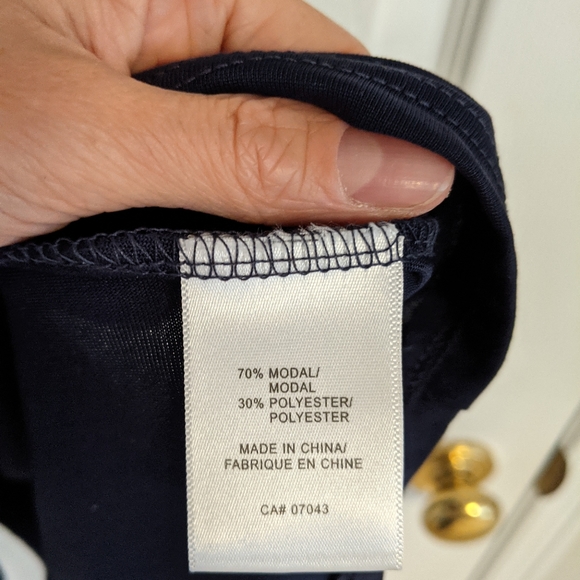 70% MODAL/
MODAL
30% POLYESTER/
POLYESTER
MADE IN CHINA/
FABRIQUE EN CHINE
CA# 07043